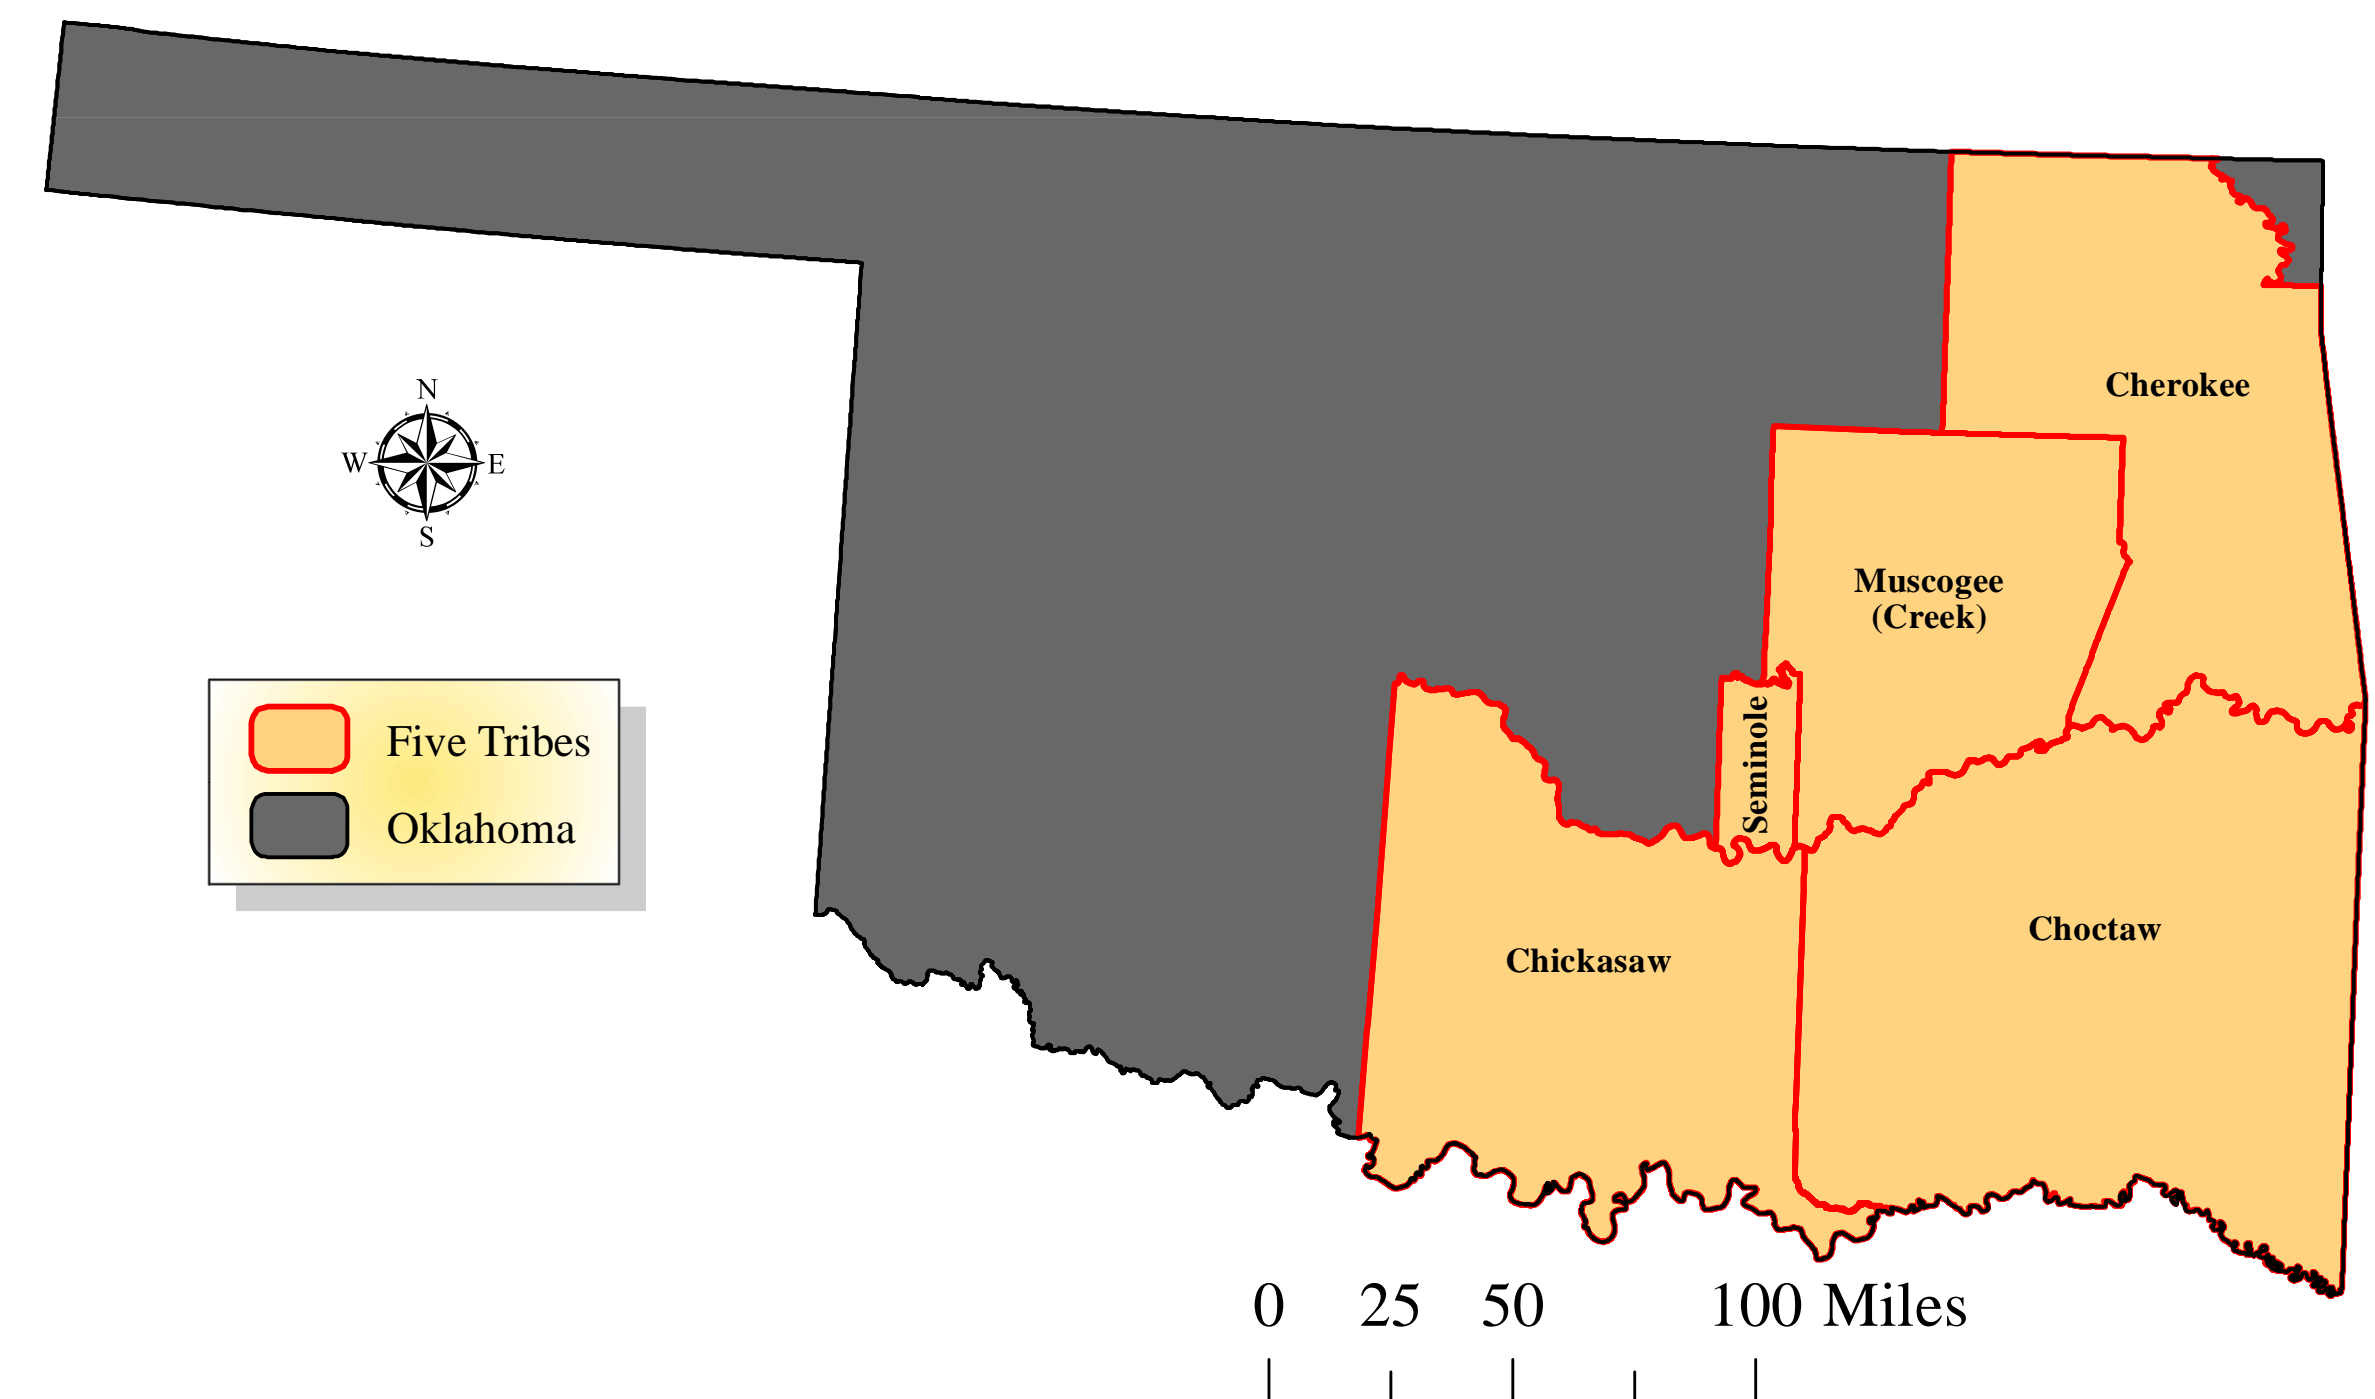 Cherokee
N
W
E
S
Muscogee
(Creek)
Seminole
Five Tribes
Oklahoma
Choctaw
Chickasaw
0 25 50 100 Miles